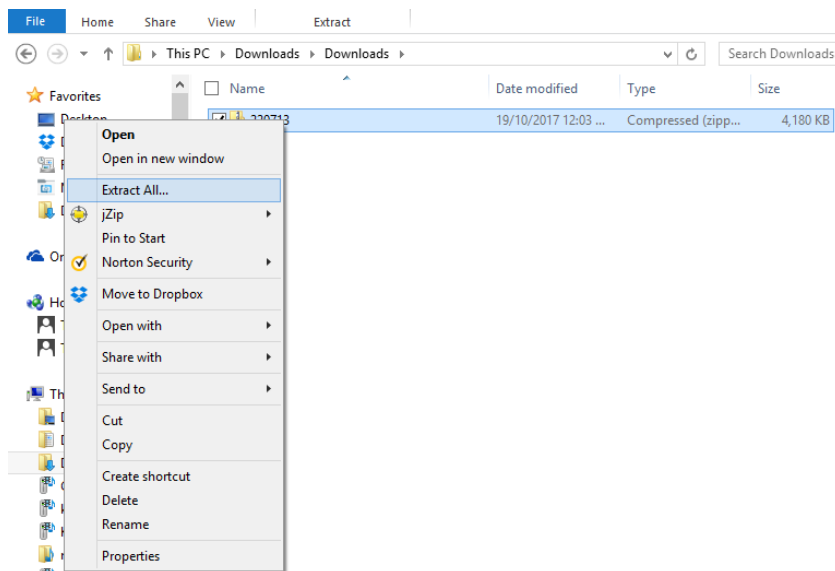 File Home Share View Extract
This PC Downloads Downloads Search Downloads
Favorites
Name Date modified Type Size
Desktop
220713 19/10/2017 12:03 ... Compressed (zipp... 4,180 KB
Open
Open in new window
Extract All...
jZip
Pin to Start
Norton Security
Move to Dropbox
Open with
Share with
Send to
Cut
Copy
Create shortcut
Delete
Rename
Properties